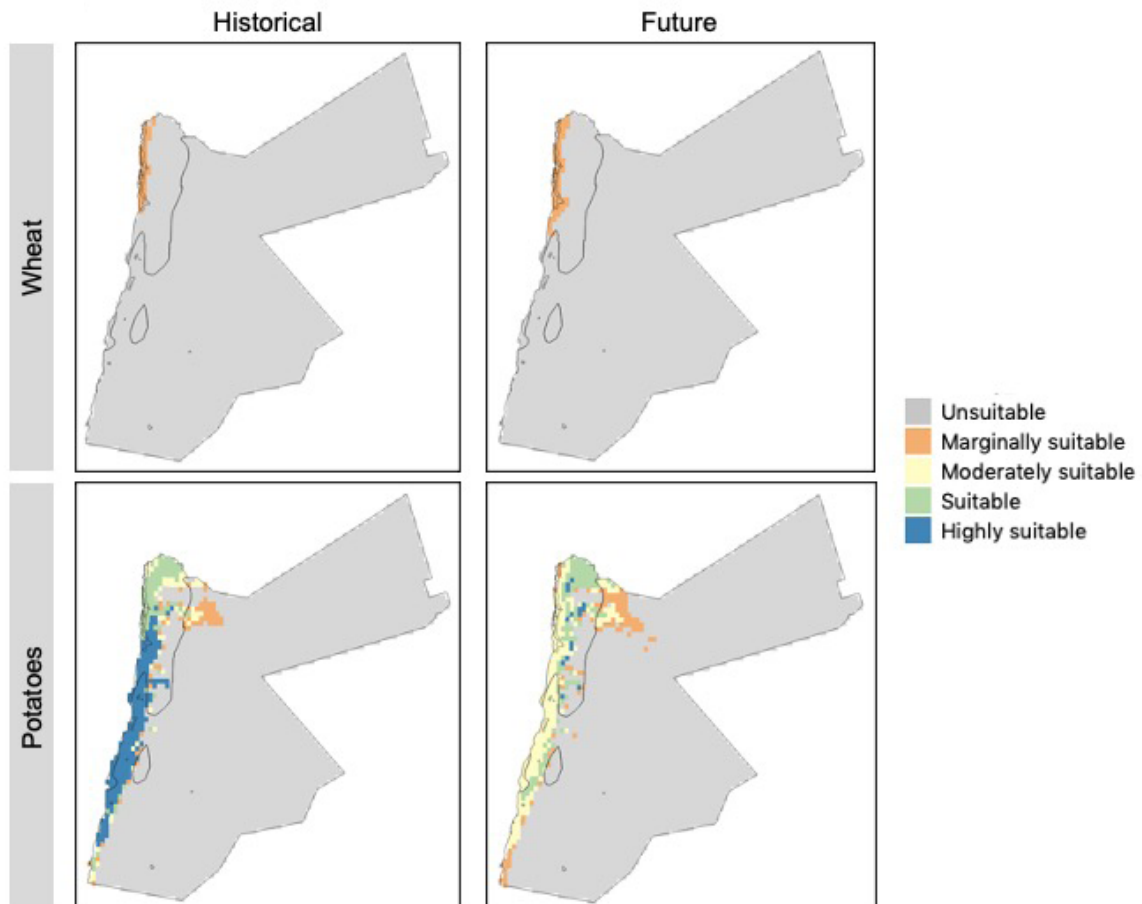 Historical
Future
Wheat
Unsuitable
Marginally suitable
Moderately suitable
Suitable
Highly suitable
Potatoes